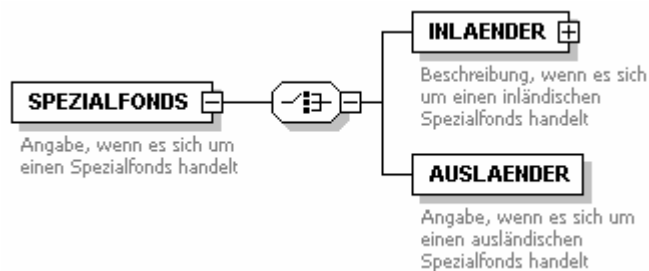 INLAENDER
Beschreibung, wenn es sich
um einen inländischen
Spezialfonds handelt
SPEZIALFONDS
Angabe, wenn es sich um
einen Spezialfonds handelt
AUSLAENDER
Angabe, wenn es sich um
einen ausländischen
Spezialfonds handelt